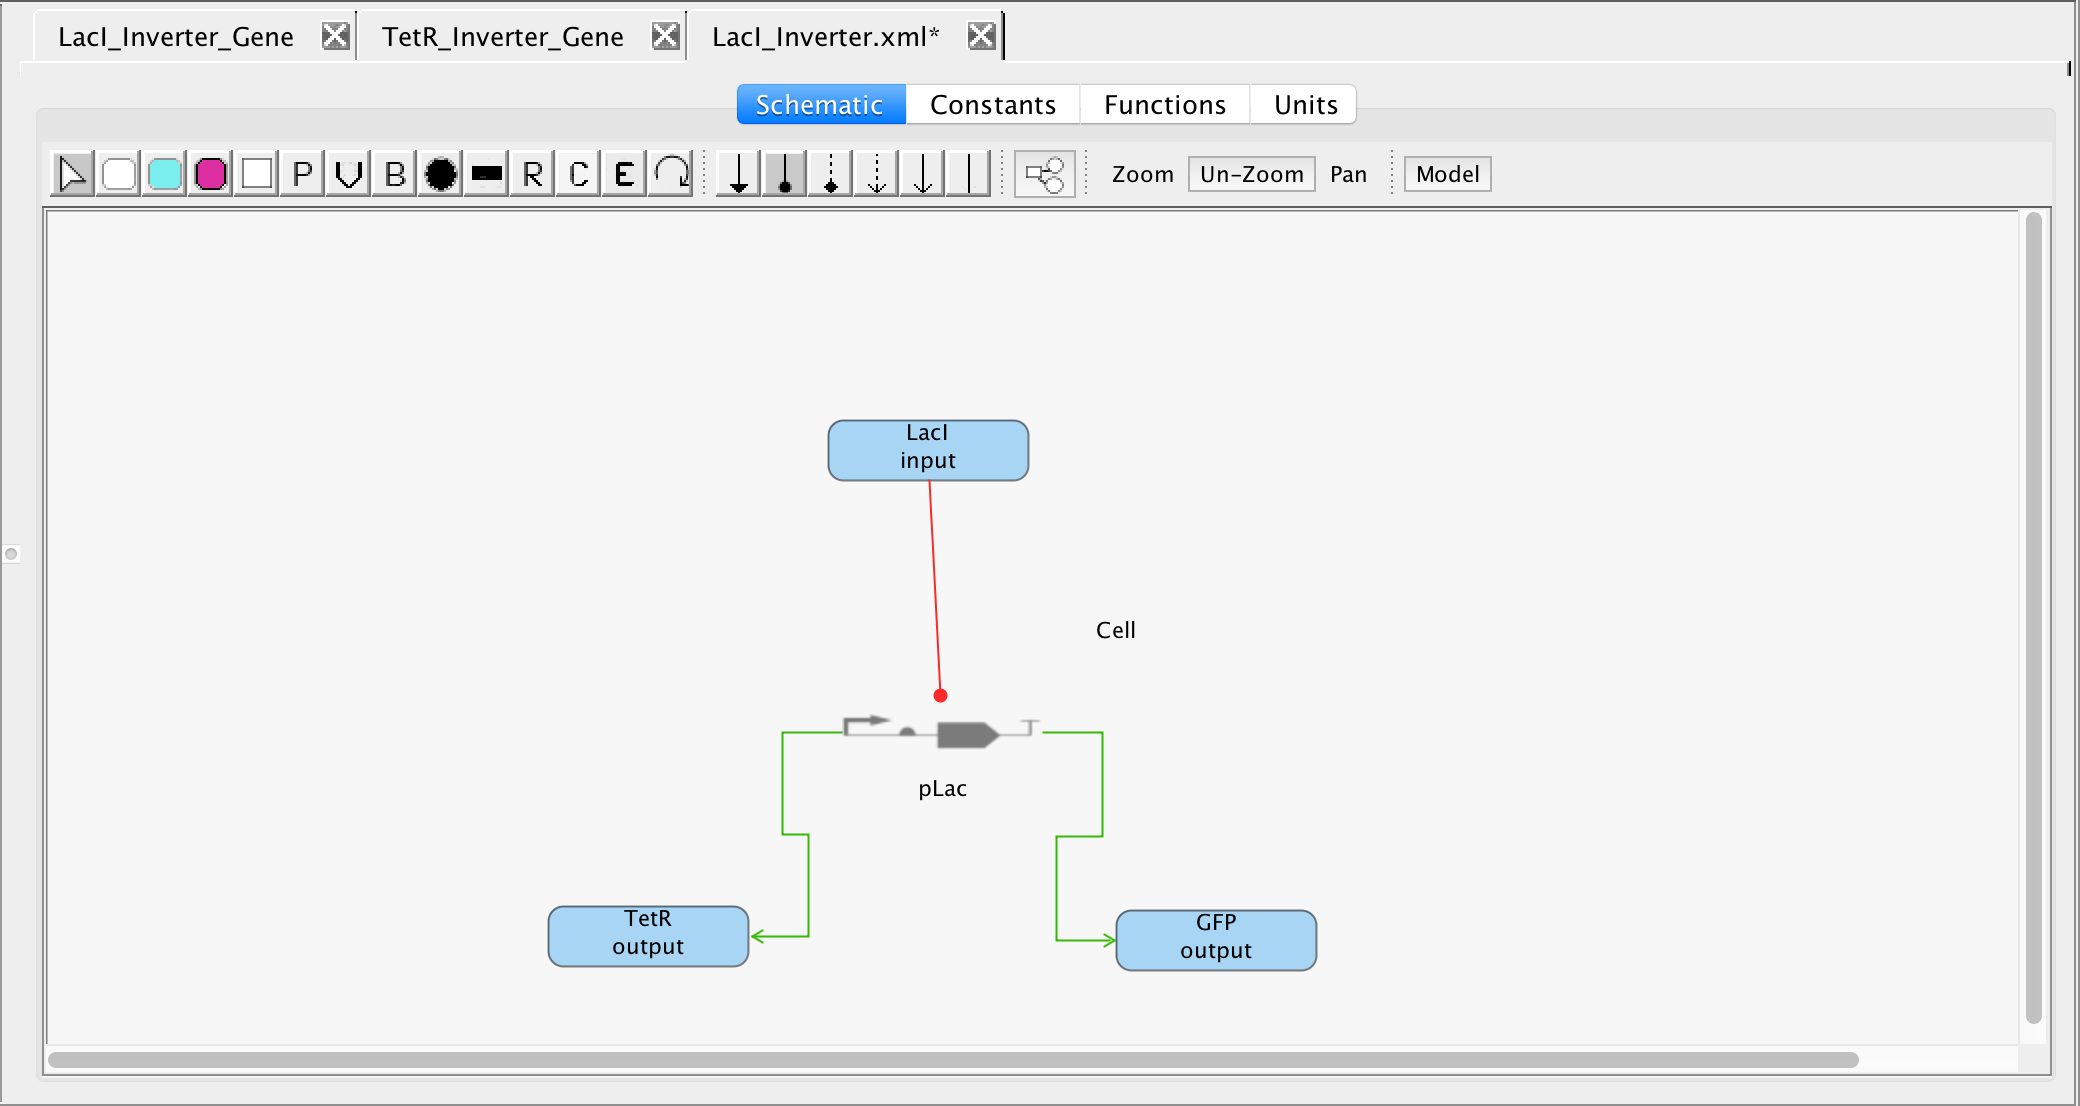 LacI_Inverter_Gene TetR_Inverter_Gene LacI_Inverter.xml*
Schematic Constants Functions Units
P V B R C E Zoom Un-Zoom Pan Model
LacI
input
Cell
pLac
TetR
output
GFP
output